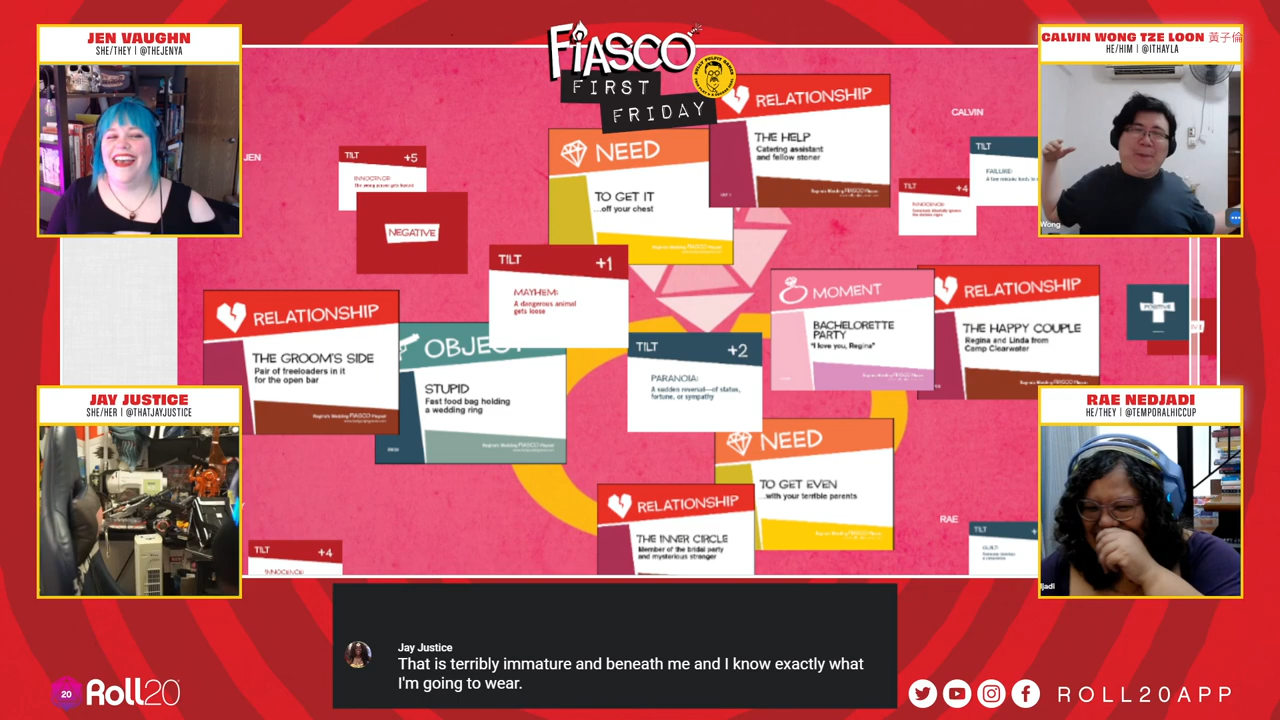 JEN VAUGHN
SHE/THEY | @THEJENYA
FiASCO
FIRST
FRIDAY
CALVIN WONG TZE LOON 黃子倫
HE/HIM | @ITHAYLA
JEN
TILT +5
INNOCENCE:
NEGATIVE
NEED
TO GET IT
...off your chest
RELATIONSHIP
THE HELP
Catering assistant
and fellow stoner
CALVIN
TILT
FAILURE:
TILT +4
INNOCENCE:
Wong
TILT +1
MAYHEM:
A dangerous animal
gets loose
RELATIONSHIP
THE GROOM'S SIDE
Pair of freeloaders in it
for the open bar
OBJECT
STUPID
Fast food bag holding
a wedding ring
TILT +2
PARANOIA:
A sudden reversal—of status,
fortune, or sympathy
MOMENT
BACHELORETTE
PARTY
"I love you, Regina"
RELATIONSHIP
THE HAPPY COUPLE
Regina and Linda from
Camp Clearwater
POSITIVE
JAY JUSTICE
SHE/HER | @THATJAYJUSTICE
RAE NEDJADI
HE/THEY | @TEMPORALHICCUP
NEED
TO GET EVEN
...with your terrible parents
RELATIONSHIP
THE INNER CIRCLE
Member of the bridal party
and mysterious stranger
RAE
TILT
GUILT:
TILT +4
INNOCENCE:
jadi
Jay Justice
That is terribly immature and beneath me and I know exactly what
I'm going to wear.
20 Roll20
ROLL20APP